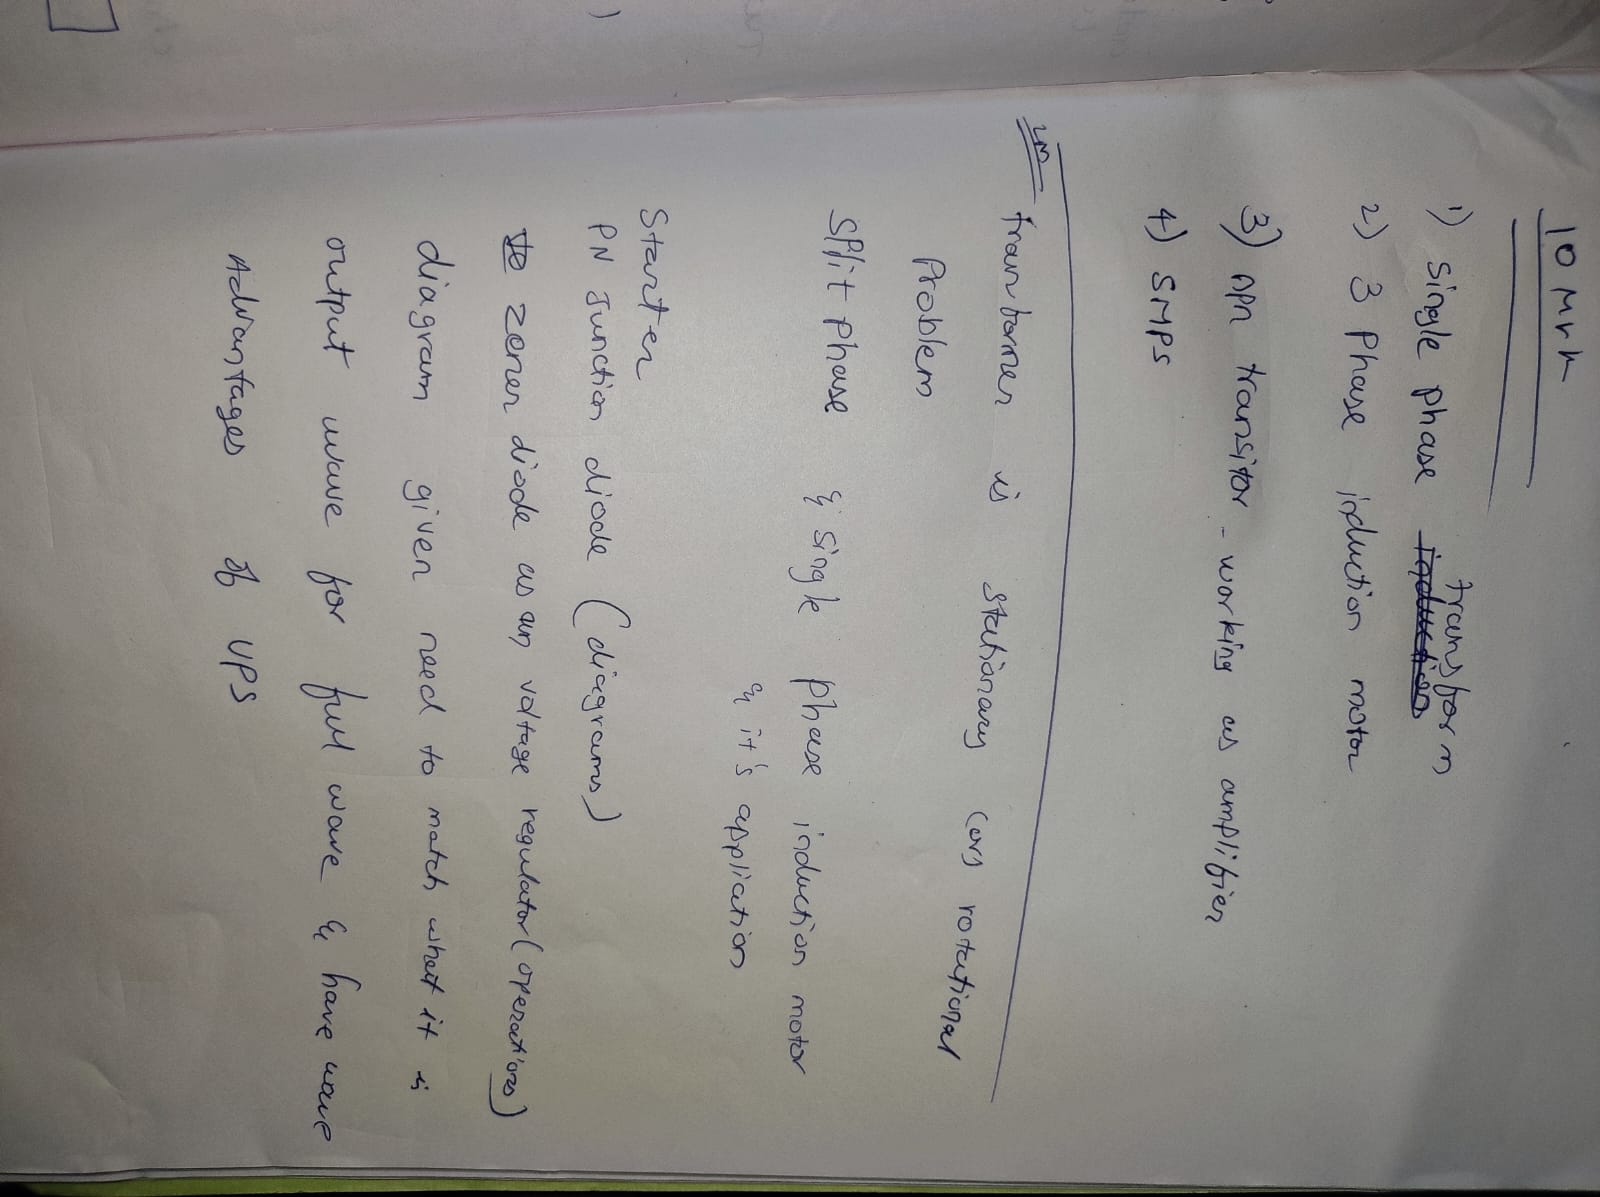 10 Mrk
1) single phase transform
2) 3 Phase induction motor
3) npn transitor - working as amplifier
4) SMPS
2m
transformer is stationary (or) rotational
Problem
Split phase & single phase induction motor
& it's appliation
Starter
PN Junction diode (diagrams)
zener diode as an voltage regulator (operations)
diagram given need to match what it is
output wave for full wave & have wave
Advantages of UPS